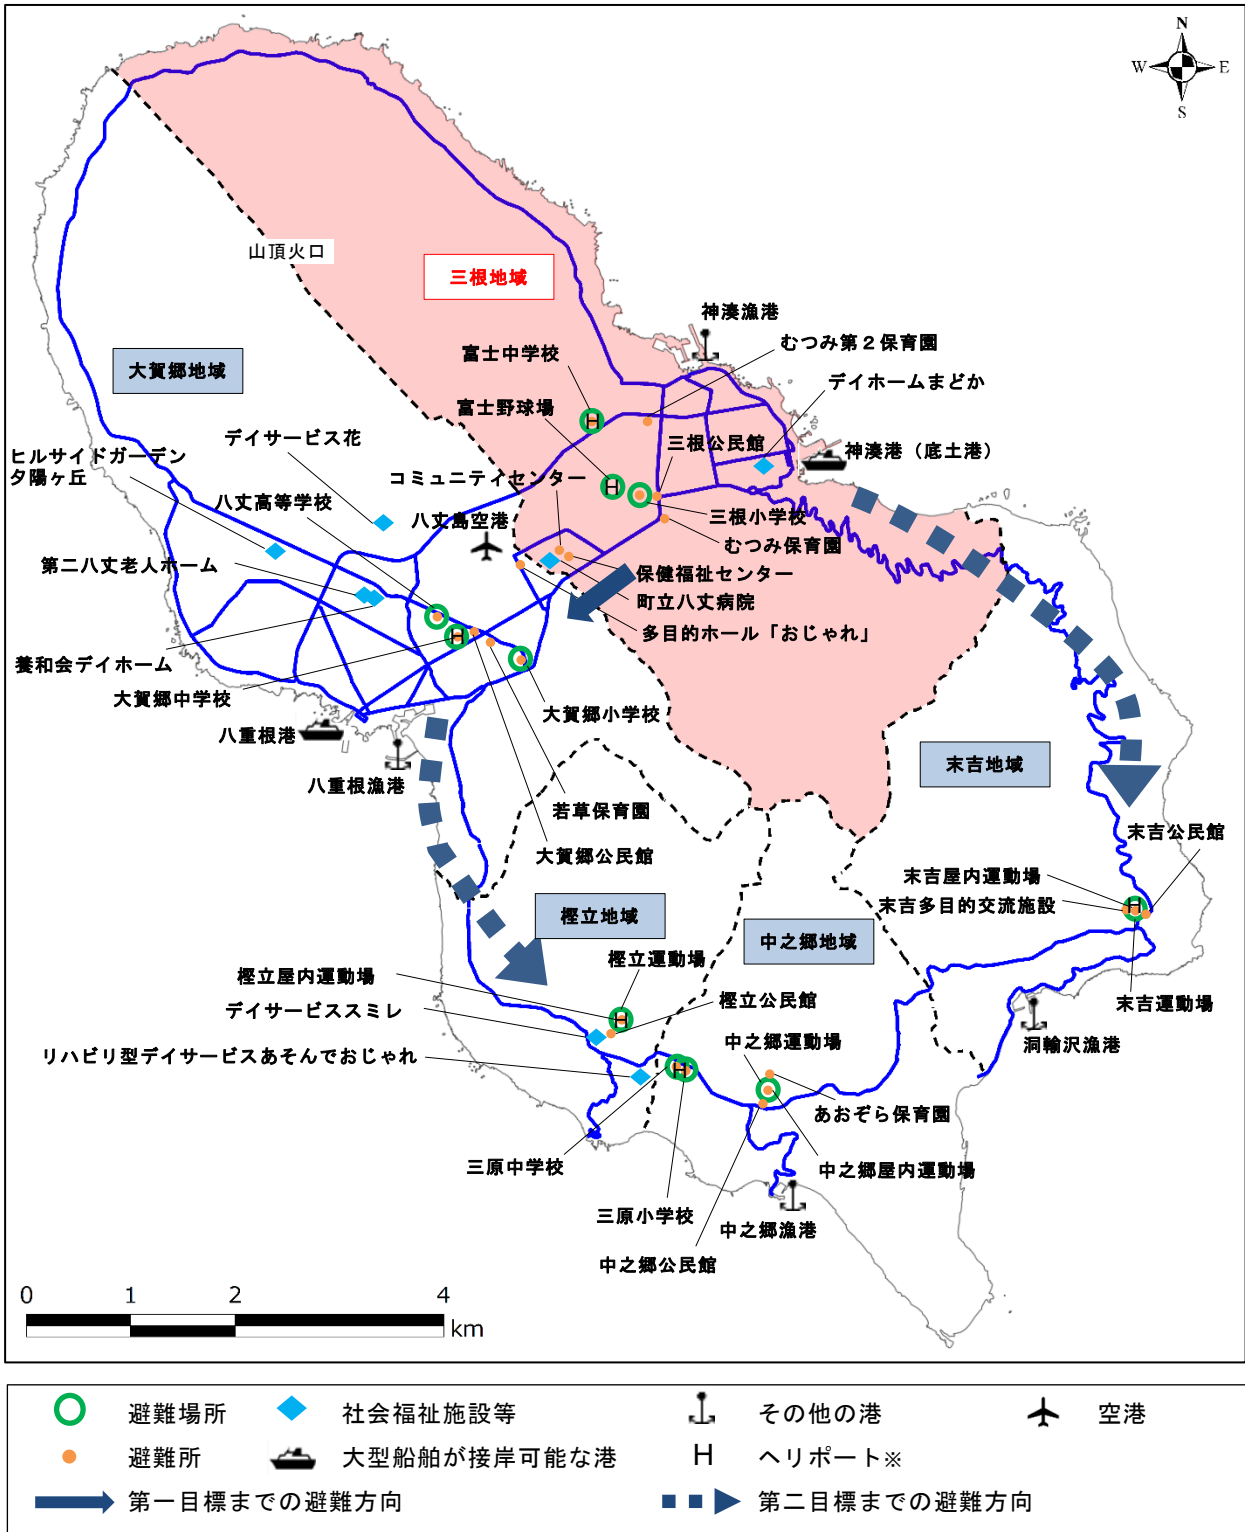 N
W
E
S
山頂火口
三根地域
神湊漁港
富士中学校
むつみ第２保育園
大賀郷地域
デイホームまどか
富士野球場
デイサービス花
三根公民館
神湊港（底土港）
ヒルサイドガーデン
夕陽ヶ丘
コミュニティセンター
八丈高等学校
八丈島空港
三根小学校
むつみ保育園
第二八丈老人ホーム
保健福祉センター
町立八丈病院
多目的ホール「おじゃれ」
養和会デイホーム
大賀郷中学校
大賀郷小学校
八重根港
末吉地域
八重根漁港
若草保育園
末吉公民館
大賀郷公民館
末吉屋内運動場
末吉多目的交流施設
樫立地域
中之郷地域
樫立運動場
樫立屋内運動場
樫立公民館
末吉運動場
デイサービススミレ
中之郷運動場
洞輪沢漁港
リハビリ型デイサービスあそんでおじゃれ
あおぞら保育園
三原中学校
中之郷屋内運動場
三原小学校
中之郷漁港
中之郷公民館
0 1 2 4
km
避難場所 社会福祉施設等 その他の港 空港
避難所 大型船舶が接岸可能な港 H ヘリポート※
第一目標までの避難方向 第二目標までの避難方向